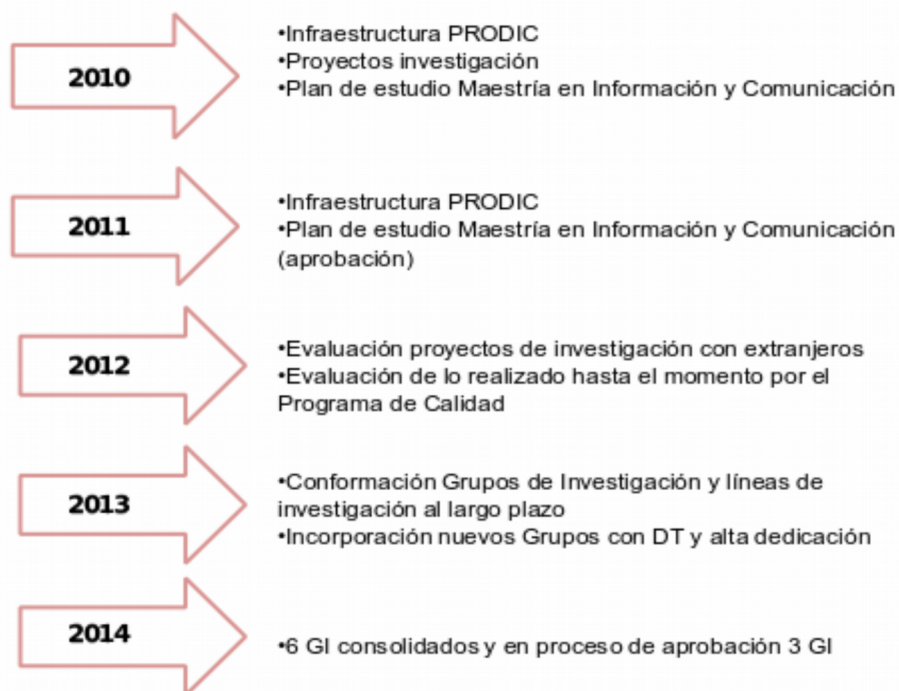 2010
•Infraestructura PRODIC
•Proyectos investigación
•Plan de estudio Maestría en Información y Comunicación
2011
•Infraestructura PRODIC
•Plan de estudio Maestría en Información y Comunicación
(aprobación)
2012
•Evaluación proyectos de investigación con extranjeros
•Evaluación de lo realizado hasta el momento por el
Programa de Calidad
2013
•Conformación Grupos de Investigación y líneas de
investigación al largo plazo
•Incorporación nuevos Grupos con DT y alta dedicación
2014
•6 GI consolidados y en proceso de aprobación 3 GI